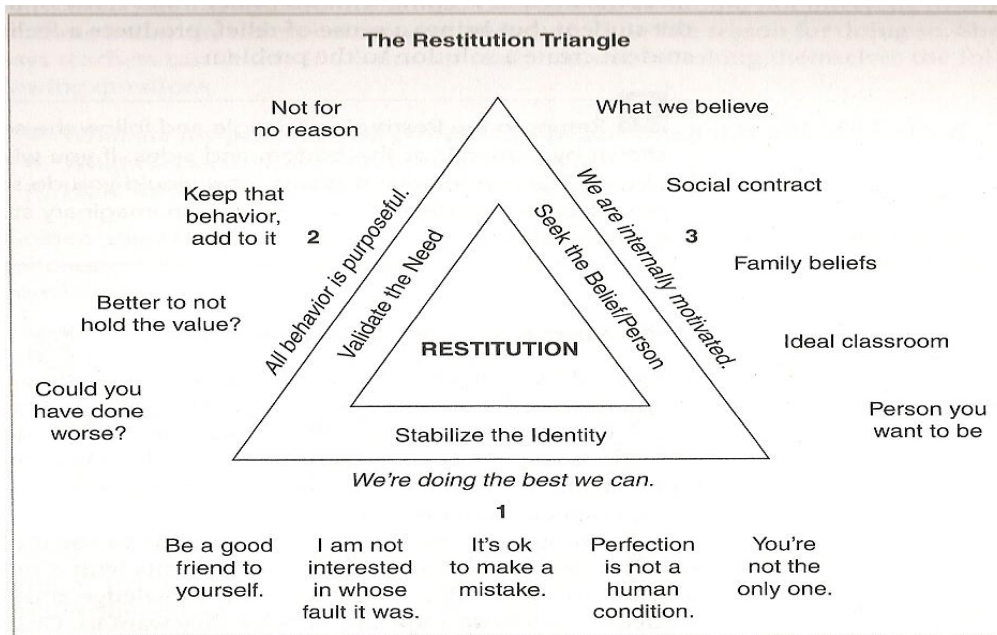 The Restitution Triangle
Not for
no reason
What we believe
Keep that
behavior,
add to it
2
Social contract
3
Family beliefs
Better to not
hold the value?
Ideal classroom
Could you
have done
worse?
Person you
want to be
All behavior is purposeful.
Validate the Need
Seek the Belief/Person
We are internally motivated.
RESTITUTION
Stabilize the Identity
We're doing the best we can.
1
Be a good
friend to
yourself.
I am not
interested
in whose
fault it was.
It's ok
to make a
mistake.
Perfection
is not a
human
condition.
You're
not the
only one.